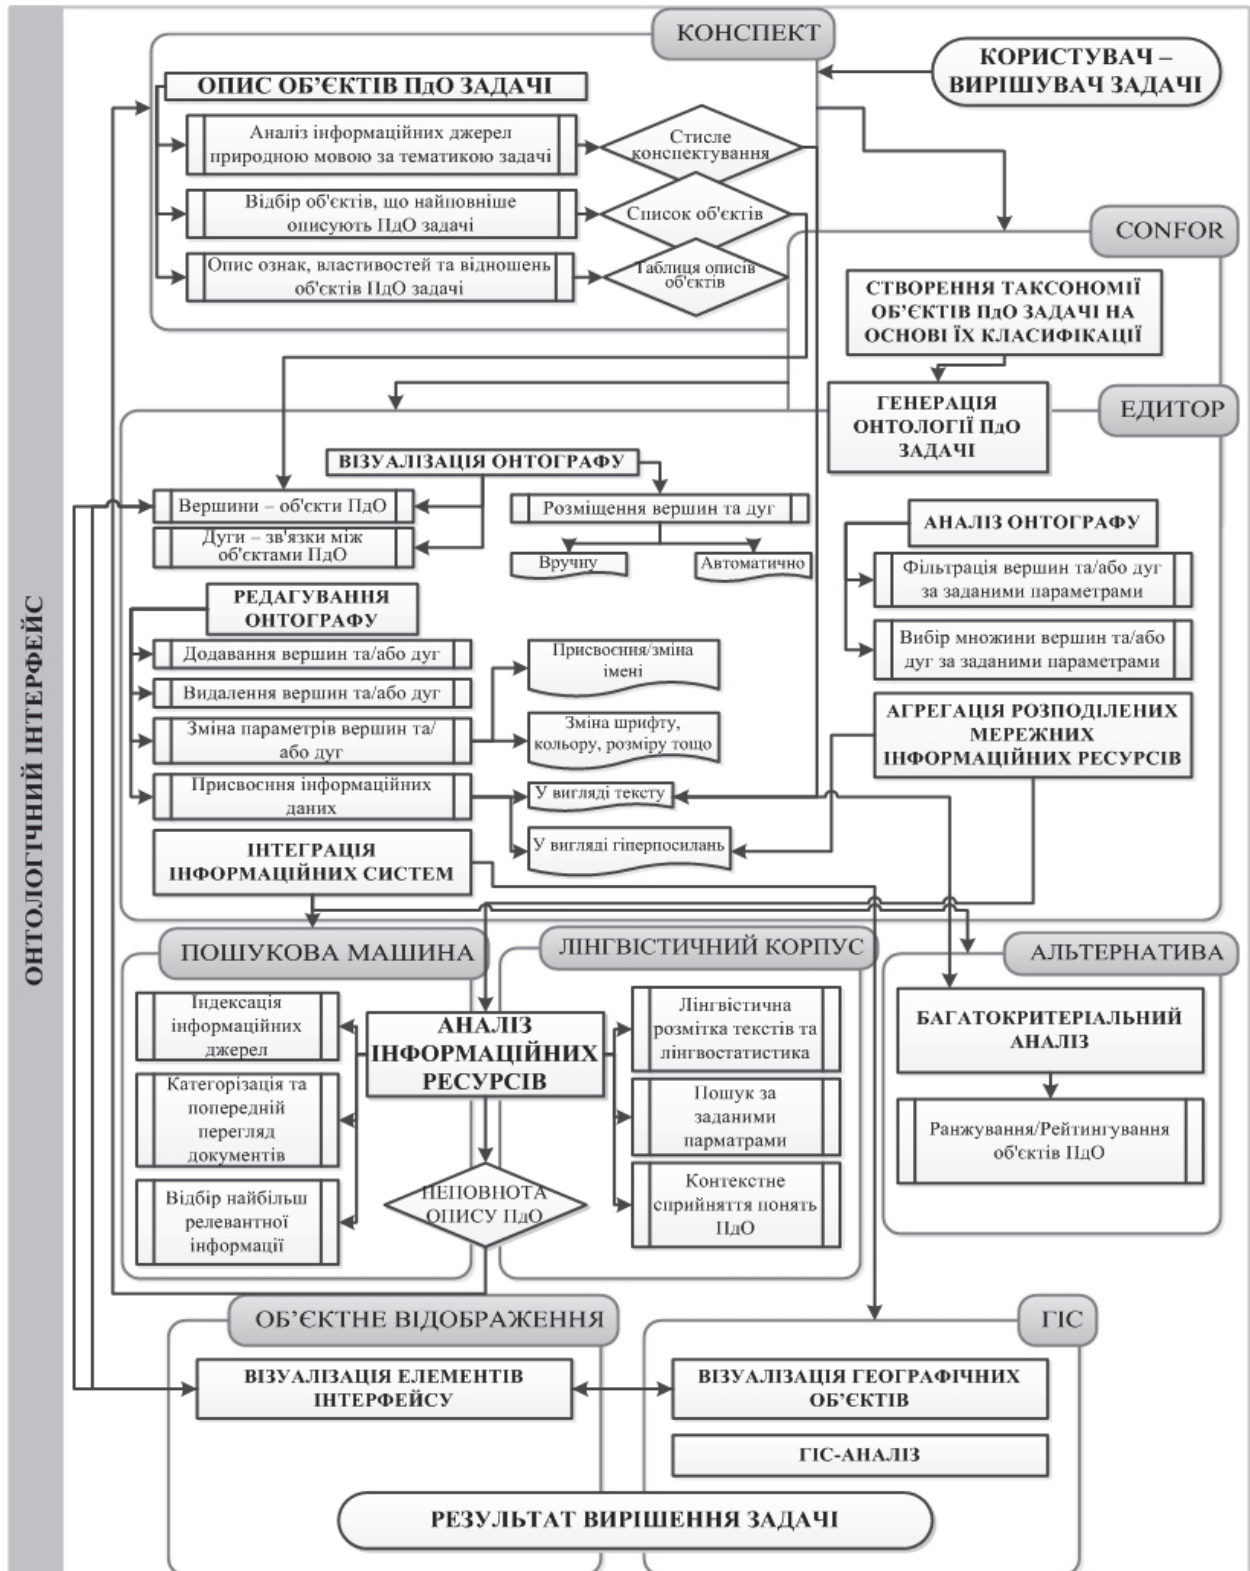 ОНТОЛОГІЧНИЙ ІНТЕРФЕЙС
КОНСПЕКТ
КОРИСТУВАЧ –
ВИРІШУВАЧ ЗАДАЧІ
ОПИС ОБ’ЄКТІВ ПдО ЗАДАЧІ
Аналіз інформаційних джерел
природною мовою за тематикою задачі
Стисле
конспектування
Відбір об'єктів, що найповніше
описують ПдО задачі
Список об'єктів
Опис ознак, властивостей та відношень
об'єктів ПдО задачі
Таблиця описів
об'єктів
CONFOR
СТВОРЕННЯ ТАКСОНОМІЇ
ОБ’ЄКТІВ ПдО ЗАДАЧІ НА
ОСНОВІ ЇХ КЛАСИФІКАЦІЇ
ГЕНЕРАЦІЯ
ОНТОЛОГІЇ ПдО
ЗАДАЧІ
ЕДИТОР
ВІЗУАЛІЗАЦІЯ ОНТОГРАФУ
Вершини – об'єкти ПдО
Дуги – зв'язки між
об'єктами ПдО
Розміщення вершин та дуг
Вручну
Автоматично
АНАЛІЗ ОНТОГРАФУ
Фільтрація вершин та/або дуг
за заданими параметрами
Вибір множини вершин та/або
дуг за заданими параметрами
РЕДАГУВАННЯ
ОНТОГРАФУ
Додавання вершин та/або дуг
Видалення вершин та/або дуг
Зміна параметрів вершин та/
або дуг
Присвоєння інформаційних
даних
Присвоєння/зміна
імені
Зміна шрифту,
кольору, розміру тощо
У вигляді тексту
У вигляді гіперпосилань
АГРЕГАЦІЯ РОЗПОДІЛЕНИХ
МЕРЕЖНИХ
ІНФОРМАЦІЙНИХ РЕСУРСІВ
ІНТЕГРАЦІЯ
ІНФОРМАЦІЙНИХ СИСТЕМ
ПОШУКОВА МАШИНА
ЛІНГВІСТИЧНИЙ КОРПУС
АЛЬТЕРНАТИВА
Індексація
інформаційних
джерел
Категорізація та
попередній
перегляд
документів
Відбір найбільш
релевантної
інформації
АНАЛІЗ
ІНФОРМАЦІЙНИХ
РЕСУРСІВ
НЕПОВНОТА
ОПИСУ ПдО
Лінгвістична
розмітка текстів та
лінгвостатистика
Пошук за
заданими
парматрами
Контекстне
сприйняття понять
ПдО
БАГАТОКРИТЕРІАЛЬНИЙ
АНАЛІЗ
Ранжування/Рейтингування
об'єктів ПдО
ОБ’ЄКТНЕ ВІДОБРАЖЕННЯ
ГІС
ВІЗУАЛІЗАЦІЯ ЕЛЕМЕНТІВ
ІНТЕРФЕЙСУ
ВІЗУАЛІЗАЦІЯ ГЕОГРАФІЧНИХ
ОБ’ЄКТІВ
ГІС-АНАЛІЗ
РЕЗУЛЬТАТ ВИРІШЕННЯ ЗАДАЧІ